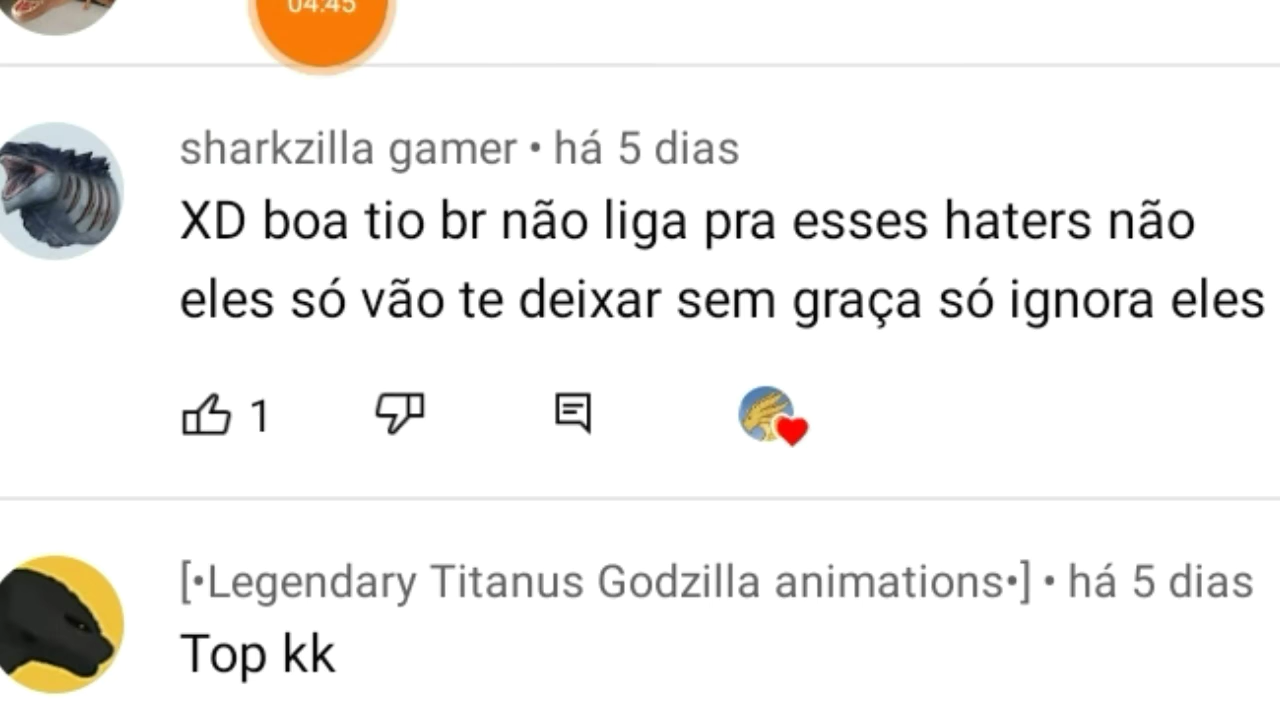 04:45
sharkzilla gamer • há 5 dias
XD boa tio br não liga pra esses haters não
eles só vão te deixar sem graça só ignora eles
1
[•Legendary Titanus Godzilla animations•] • há 5 dias
Top kk